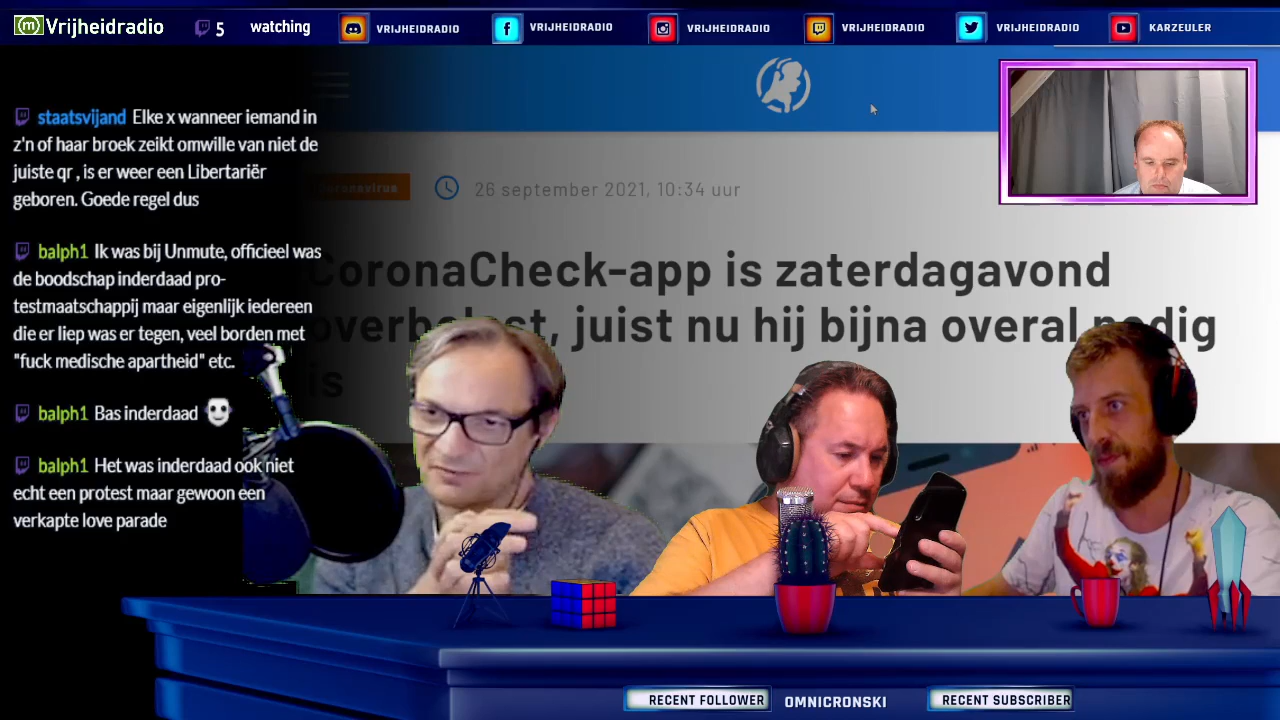 (m) Vrijheidradio
5
watching
VRIJHEIDRADIO
VRIJHEIDRADIO
VRIJHEIDRADIO
VRIJHEIDRADIO
VRIJHEIDRADIO
KARZEULER
staatsvijand Elke x wanneer iemand in
z'n of haar broek zeikt omwille van niet de
juiste qr , is er weer een Libertariër
geboren. Goede regel dus
balph1 Ik was bij Unmute, officieel was
de boodschap inderdaad pro-
testmaatschappij maar eigenlijk iedereen
die er liep was er tegen, veel borden met
"fuck medische apartheid" etc.
balph1 Bas inderdaad
balph1 Het was inderdaad ook niet
echt een protest maar gewoon een
verkapte love parade
coronavirus
26 september 2021, 10:34 uur
CoronaCheck-app is zaterdagavond
overbelast, juist nu hij bijna overal nodig
is
RECENT FOLLOWER
OMNICRONSKI
RECENT SUBSCRIBER